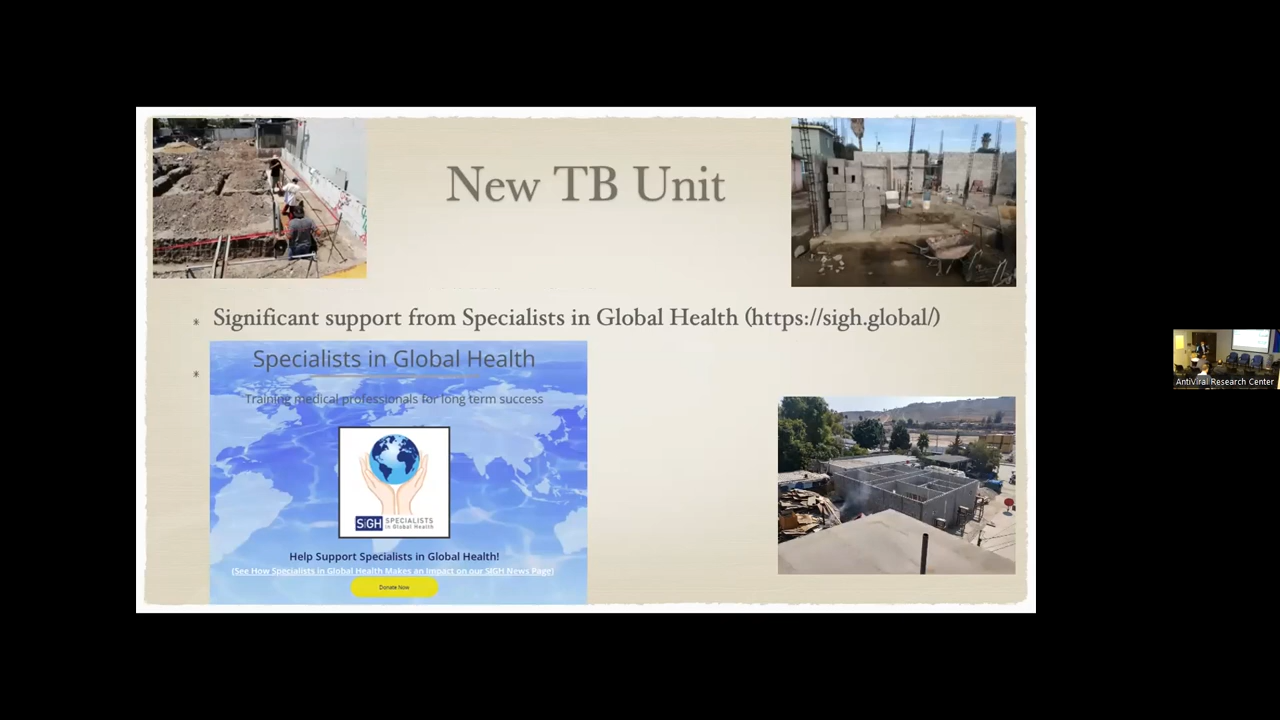 New TB Unit
* Significant support from Specialists in Global Health (https://sigh.global/)
*
Specialists in Global Health
Training medical professionals for long term success
SiGH SPECIALISTS
in Global Health
Help Support Specialists in Global Health!
(See How Specialists in Global Health Makes an Impact on our SIGH News Page)
Donate Now
AntiViral Research Center